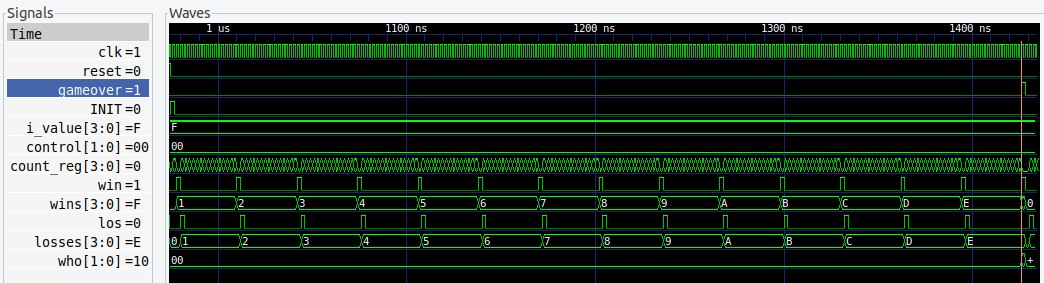 Signals
Waves
Time
1 us
1100 ns
1200 ns
1300 ns
1400 ns
clk=1
reset=0
gameover=1
INIT=0
i_value[3:0]=F
F
control[1:0]=00
00
count_reg[3:0]=0
win=1
wins[3:0]=F
1 2 3 4 5 6 7 8 9 A B C D E 0
los=0
losses[3:0]=E
0 1 2 3 4 5 6 7 8 9 A B C D E
who[1:0]=10
00 +